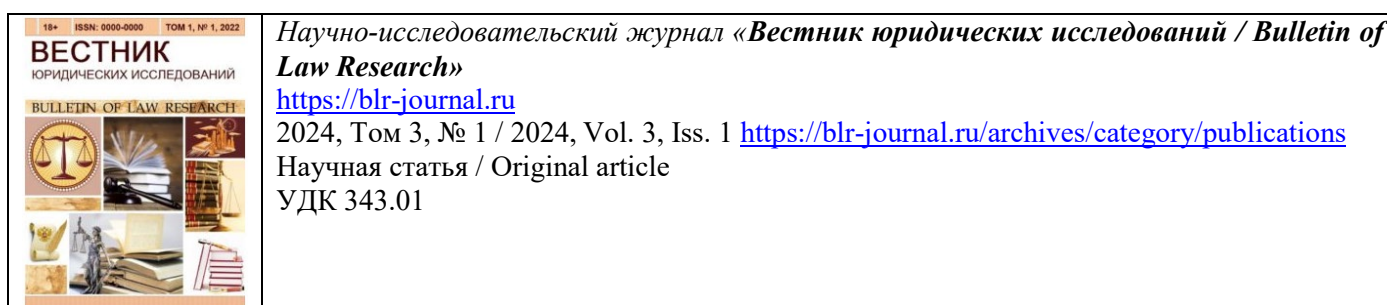 18+ ISSN: 0000-0000 ТОМ 1, № 1, 2022
ВЕСТНИК
ЮРИДИЧЕСКИХ ИССЛЕДОВАНИЙ
BULLETIN OF LAW RESEARCH
Научно-исследовательский журнал «Вестник юридических исследований / Bulletin of
Law Research»
https://blr-journal.ru
2024, Том 3, № 1 / 2024, Vol. 3, Iss. 1 https://blr-journal.ru/archives/category/publications
Научная статья / Original article
УДК 343.01